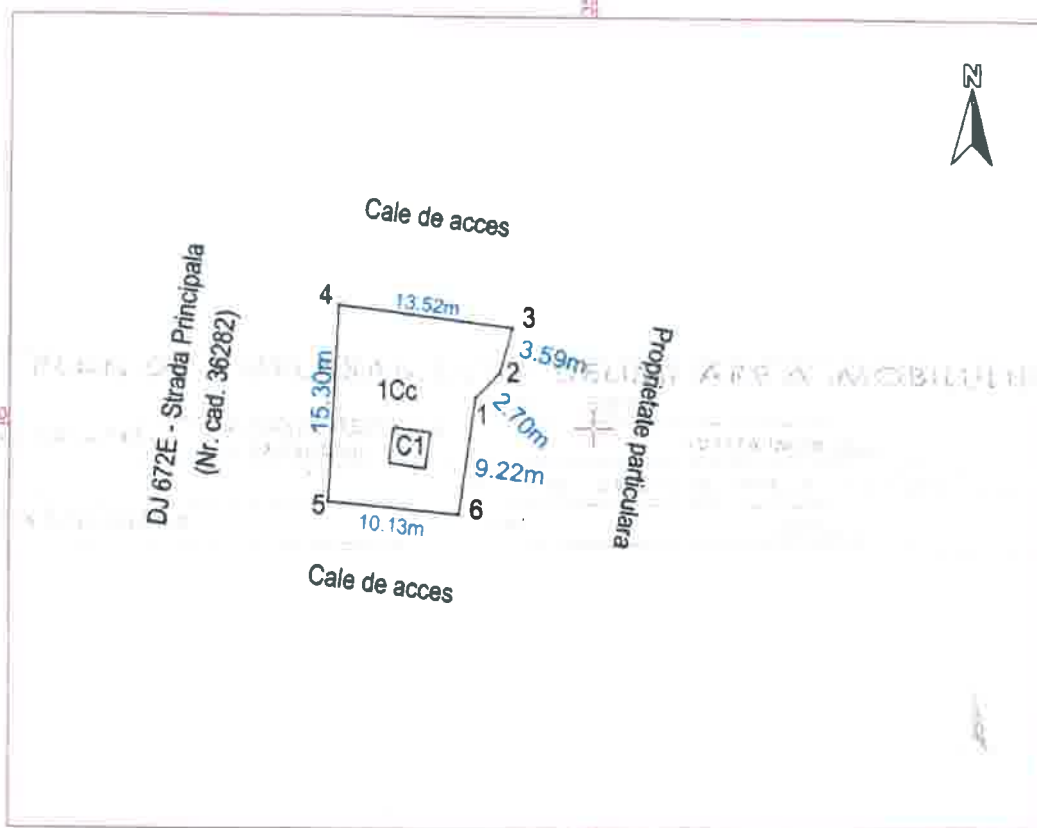 N
Cale de acces
DJ 672E - Strada Principala
(Nr. cad. 36282)
4
13.52m
3
3.59m
2
15.30m
1Cc
1
2.70m
C1
9.22m
Proprietate particulara
5
10.13m
6
Cale de acces